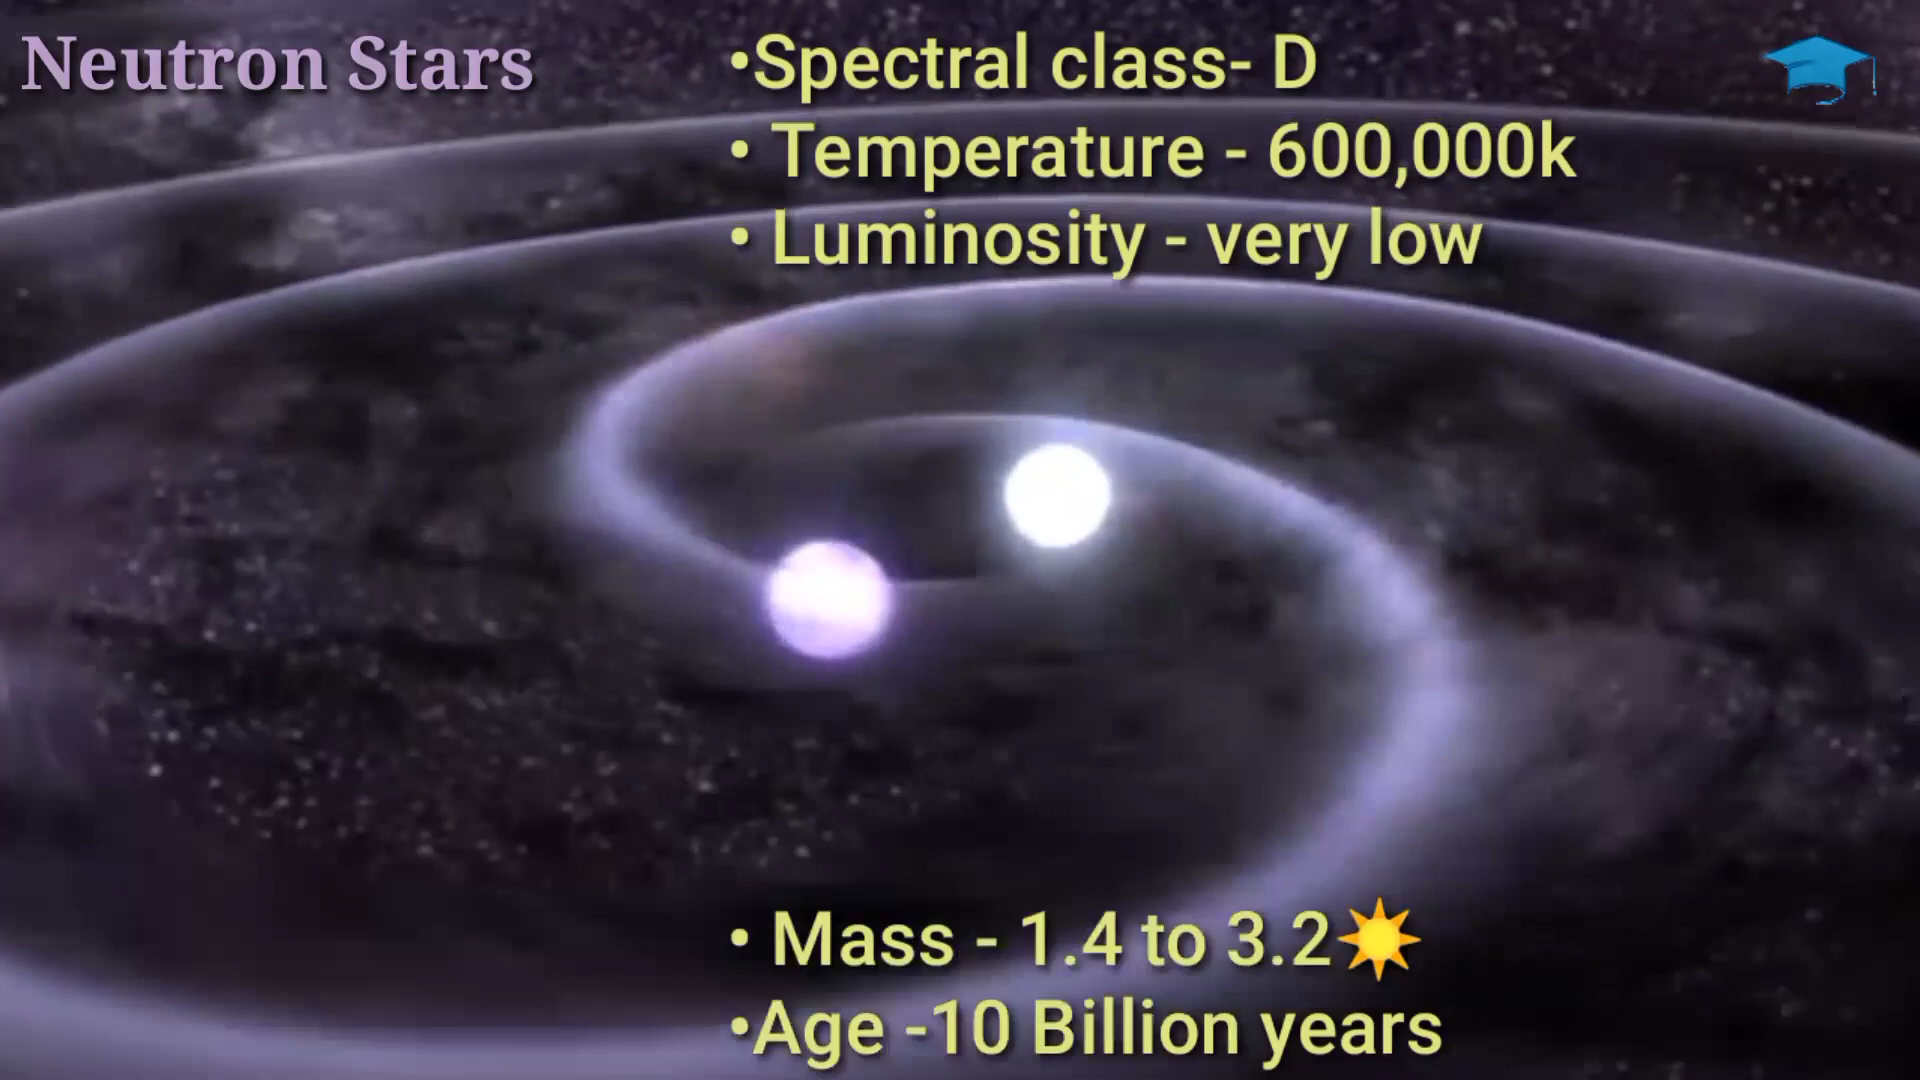 Neutron Stars
•Spectral class- D
• Temperature - 600,000k
• Luminosity - very low
• Mass - 1.4 to 3.2☀
•Age -10 Billion years